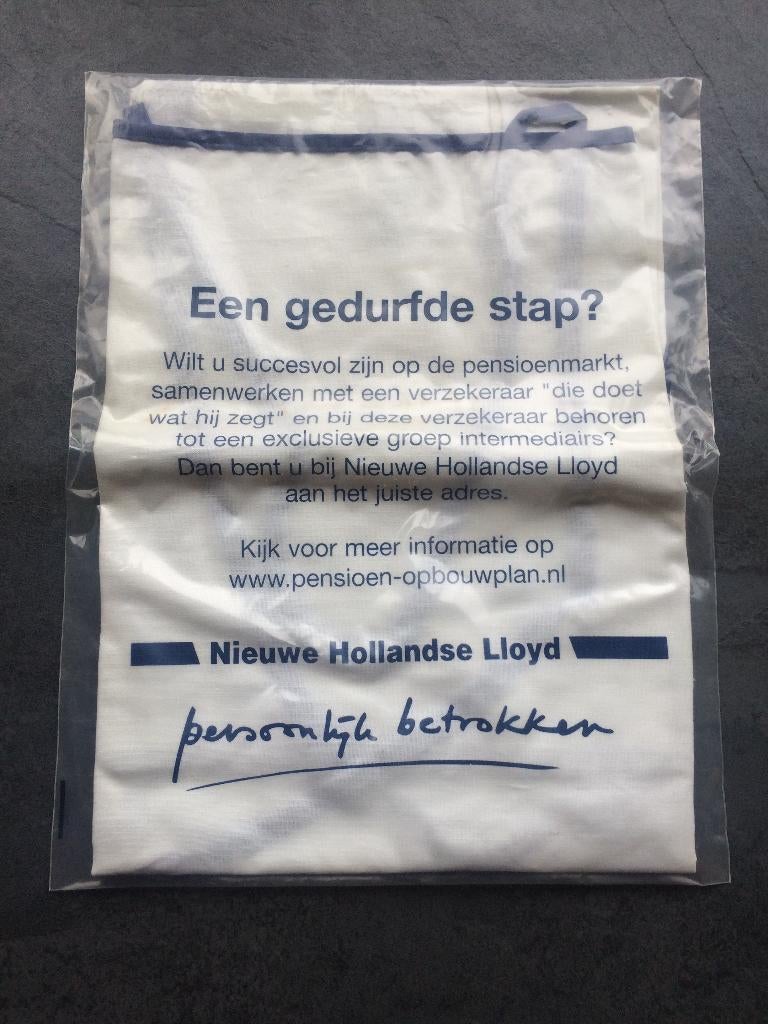 Een gedurfde stap?
Wilt u succesvol zijn op de pensioenmarkt,
samenwerken met een verzekeraar "die doet
wat hij zegt" en bij deze verzekeraar behoren
tot een exclusieve groep intermediairs?
Dan bent u bij Nieuwe Hollandse Lloyd
aan het juiste adres.
Kijk voor meer informatie op
www.pensioen-opbouwplan.nl
Nieuwe Hollandse Lloyd
persoonlijk betrokken